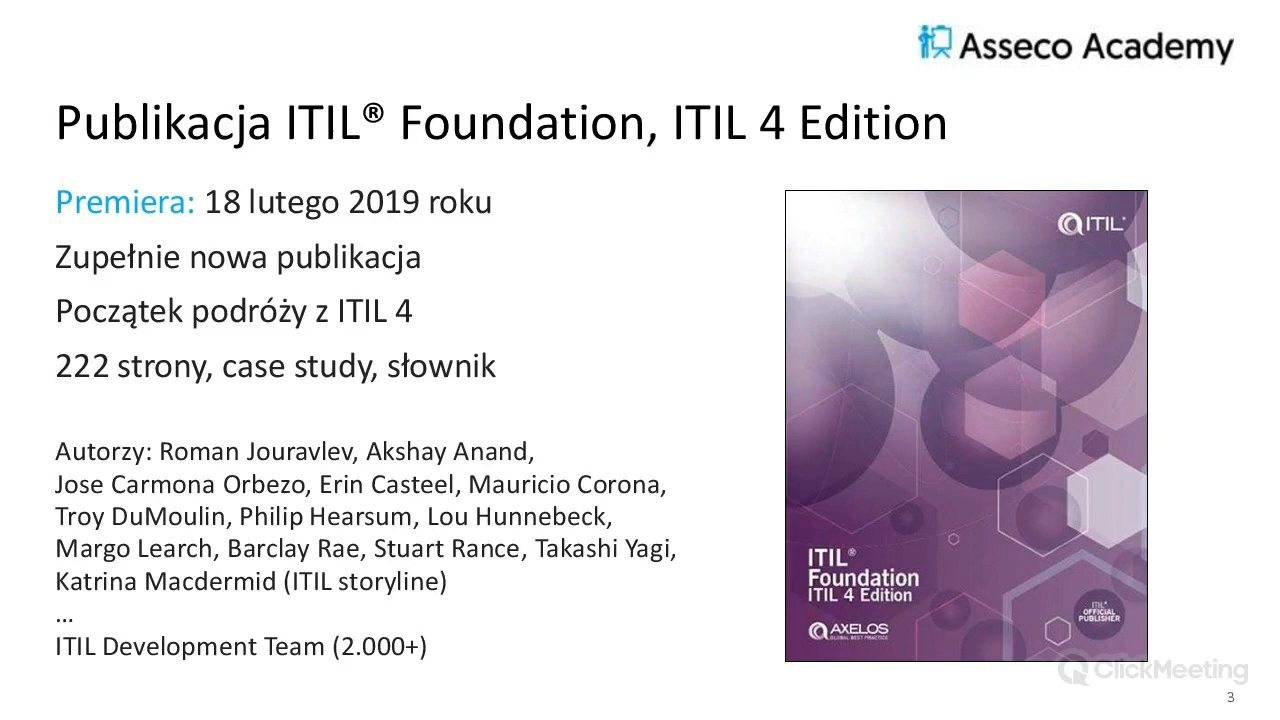 Asseco Academy
Publikacja ITIL® Foundation, ITIL 4 Edition
Premiera: 18 lutego 2019 roku
Zupełnie nowa publikacja
Początek podróży z ITIL 4
222 strony, case study, słownik
Autorzy: Roman Jouravlev, Akshay Anand,
Jose Carmona Orbezo, Erin Casteel, Mauricio Corona,
Troy DuMoulin, Philip Hearsum, Lou Hunnebeck,
Margo Learch, Barclay Rae, Stuart Rance, Takashi Yagi,
Katrina Macdermid (ITIL storyline)
...
ITIL Development Team (2.000+)
ITIL®
ITIL®
Foundation
ITIL 4 Edition
AXELOS
GLOBAL BEST PRACTICE
ITIL®
OFFICIAL
PUBLISHER
ClickMeeting
3